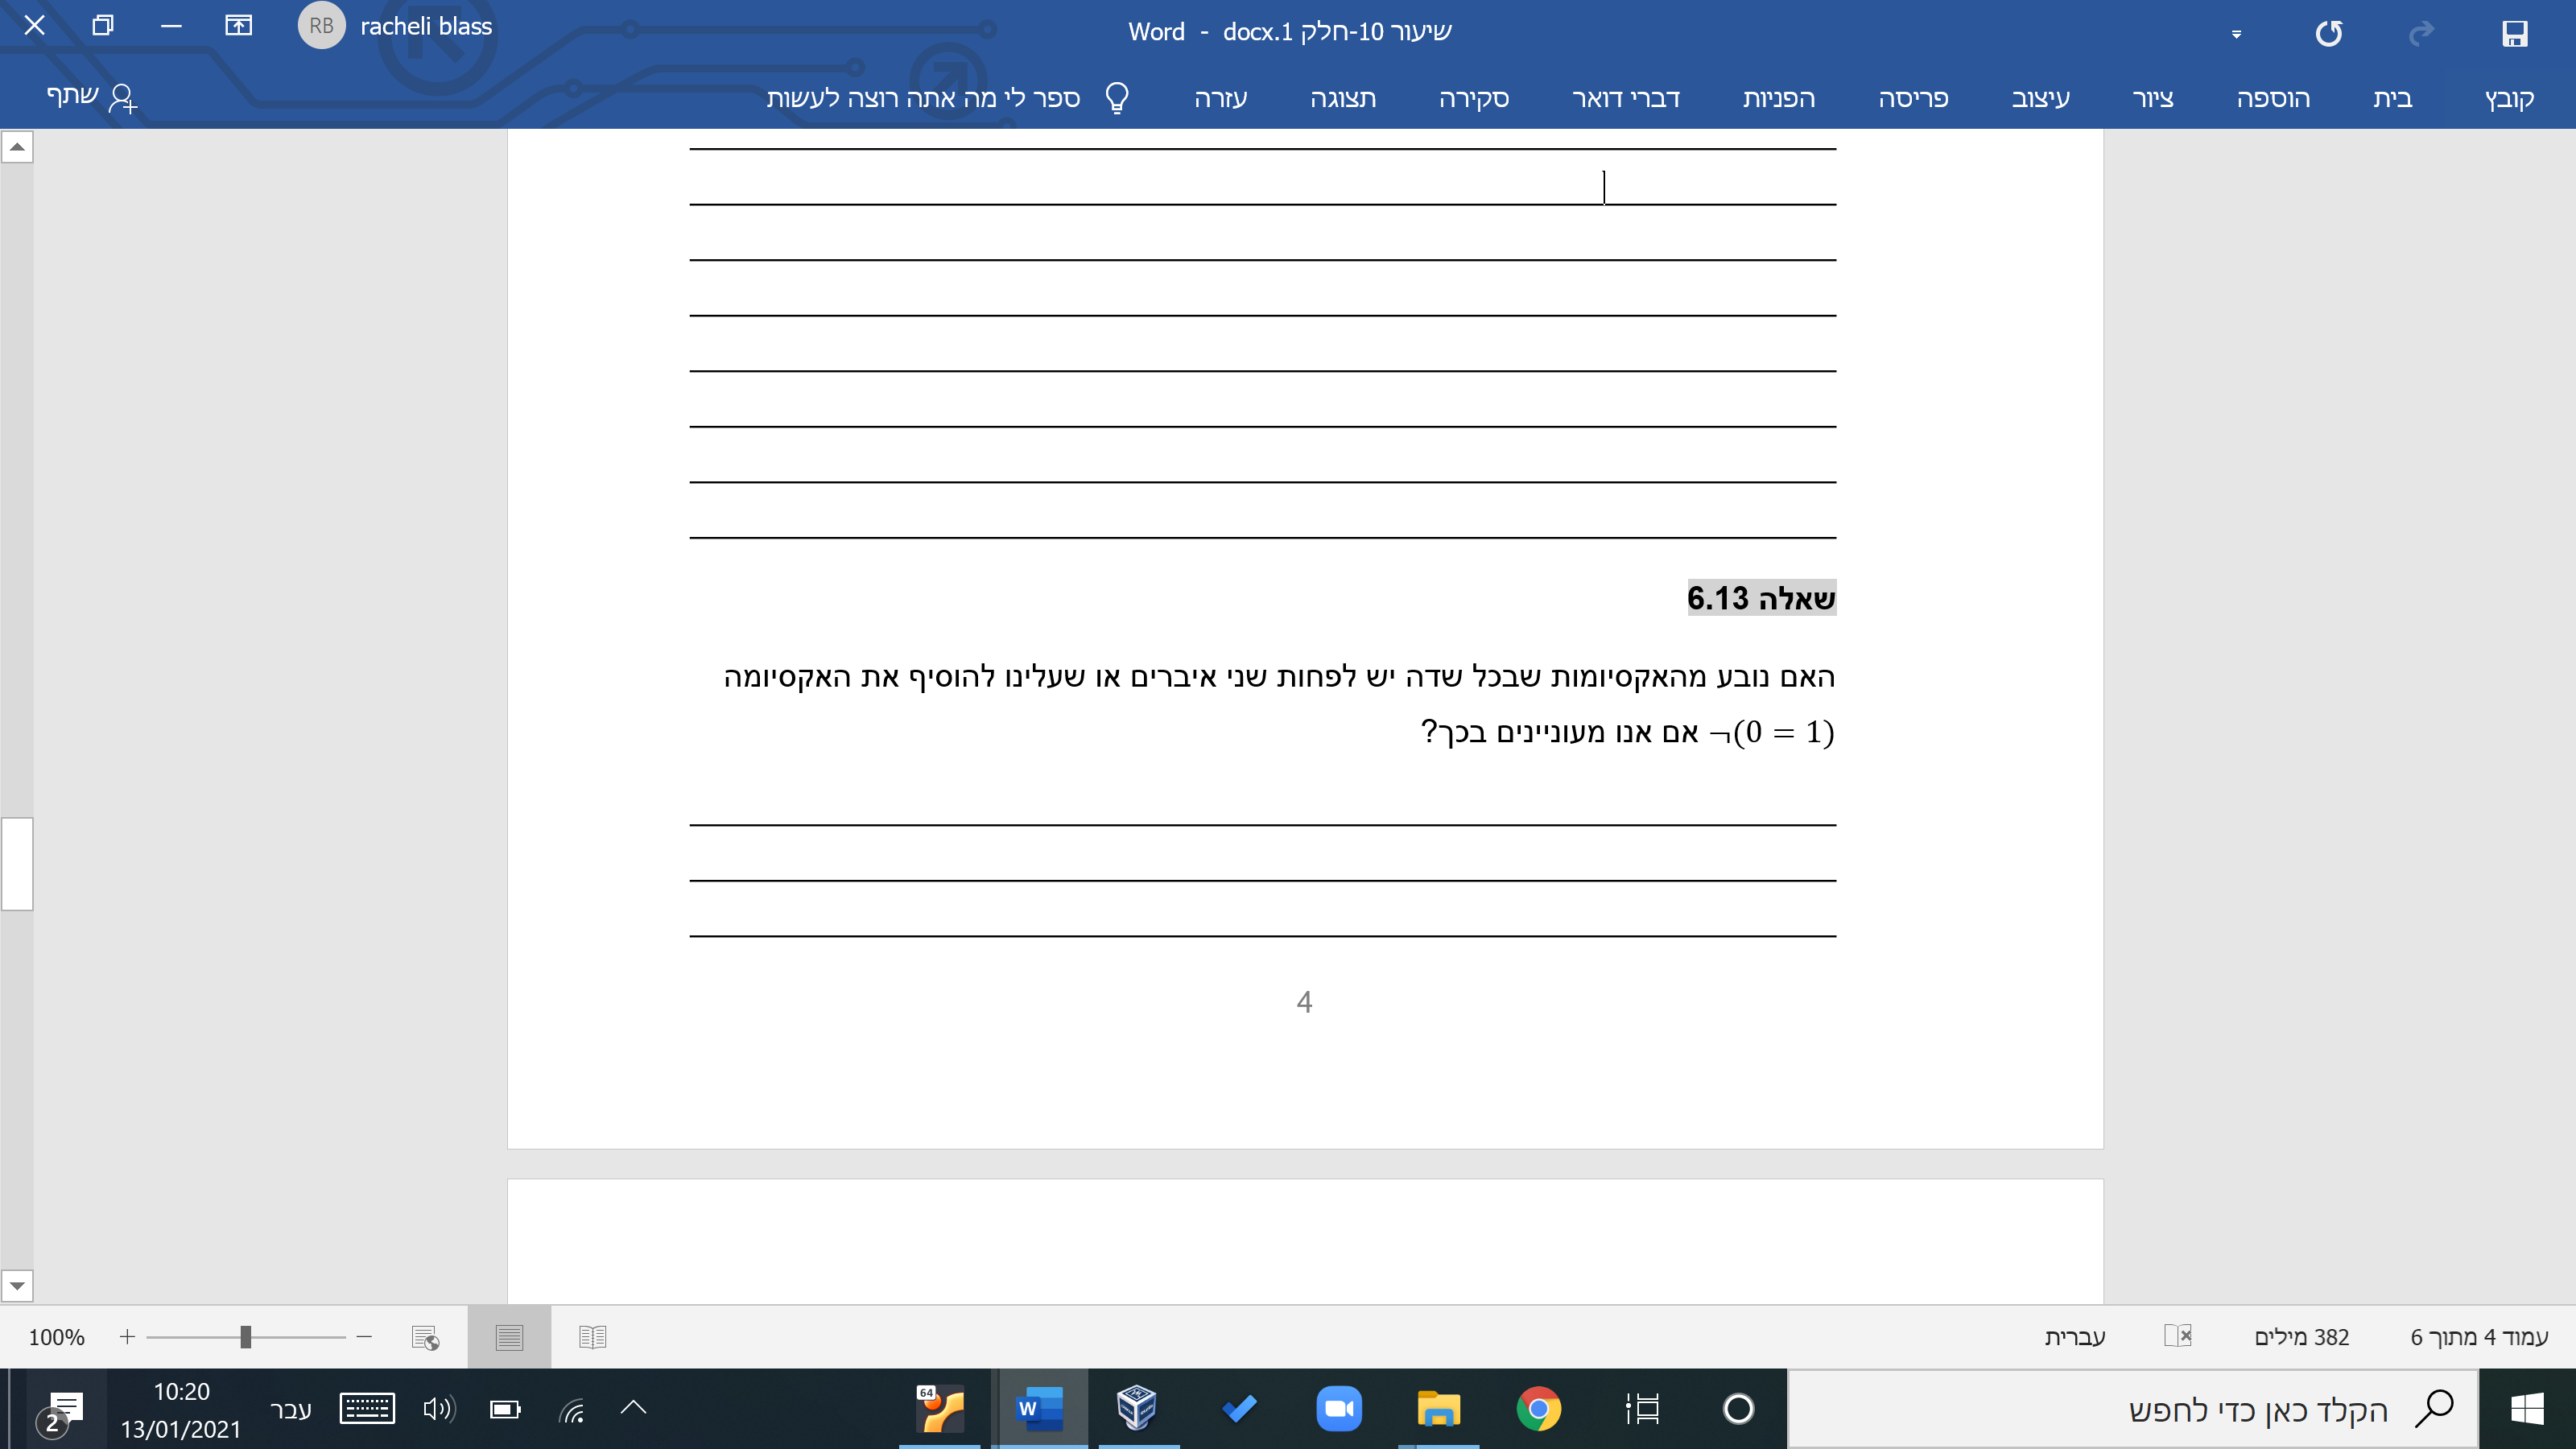 racheli blass
RB
שיעור 10-חלק 1.docx - Word
קובץ
בית
הוספה
ציור
עיצוב
פריסה
הפניות
דברי דואר
סקירה
תצוגה
עזרה
ספר לי מה אתה רוצה לעשות
שתף
שאלה 6.13
האם נובע מהאקסיומות שבכל שדה יש לפחות שני איברים או שעלינו להוסיף את האקסיומה
¬(0 = 1) אם אנו מעוניינים בכך?
4
עמוד 4 מתוך 6
382 מילים
עברית
100%
הקלד כאן כדי לחפש
64
W
עבר
10:20
13/01/2021
2